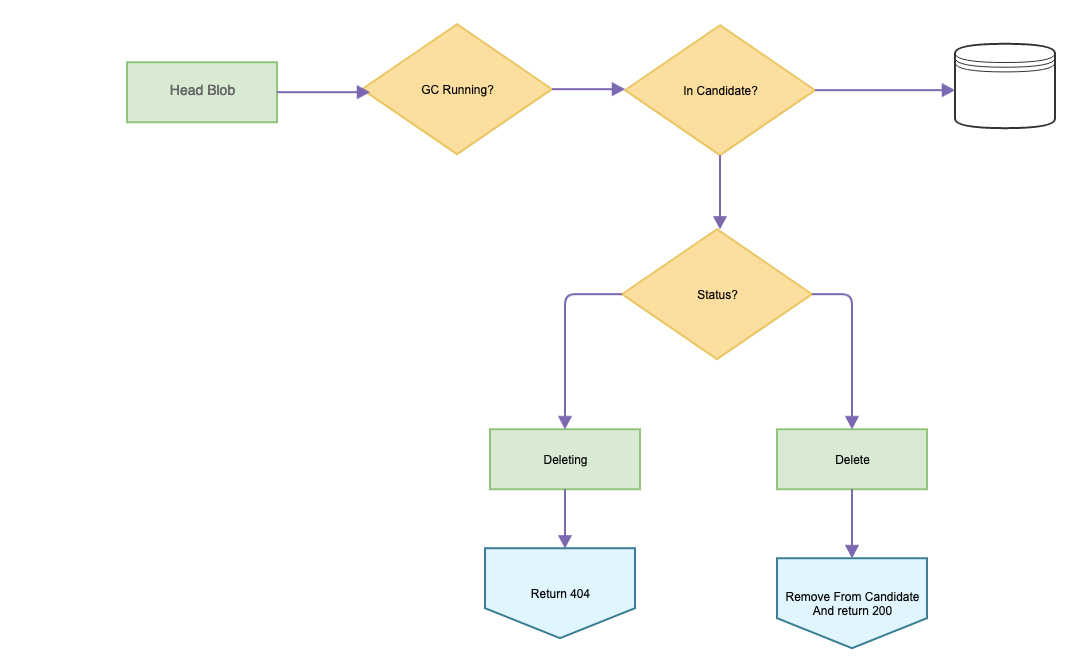 Head Blob
GC Running?
In Candidate?
Status?
Deleting
Delete
Return 404
Remove From Candidate
And return 200